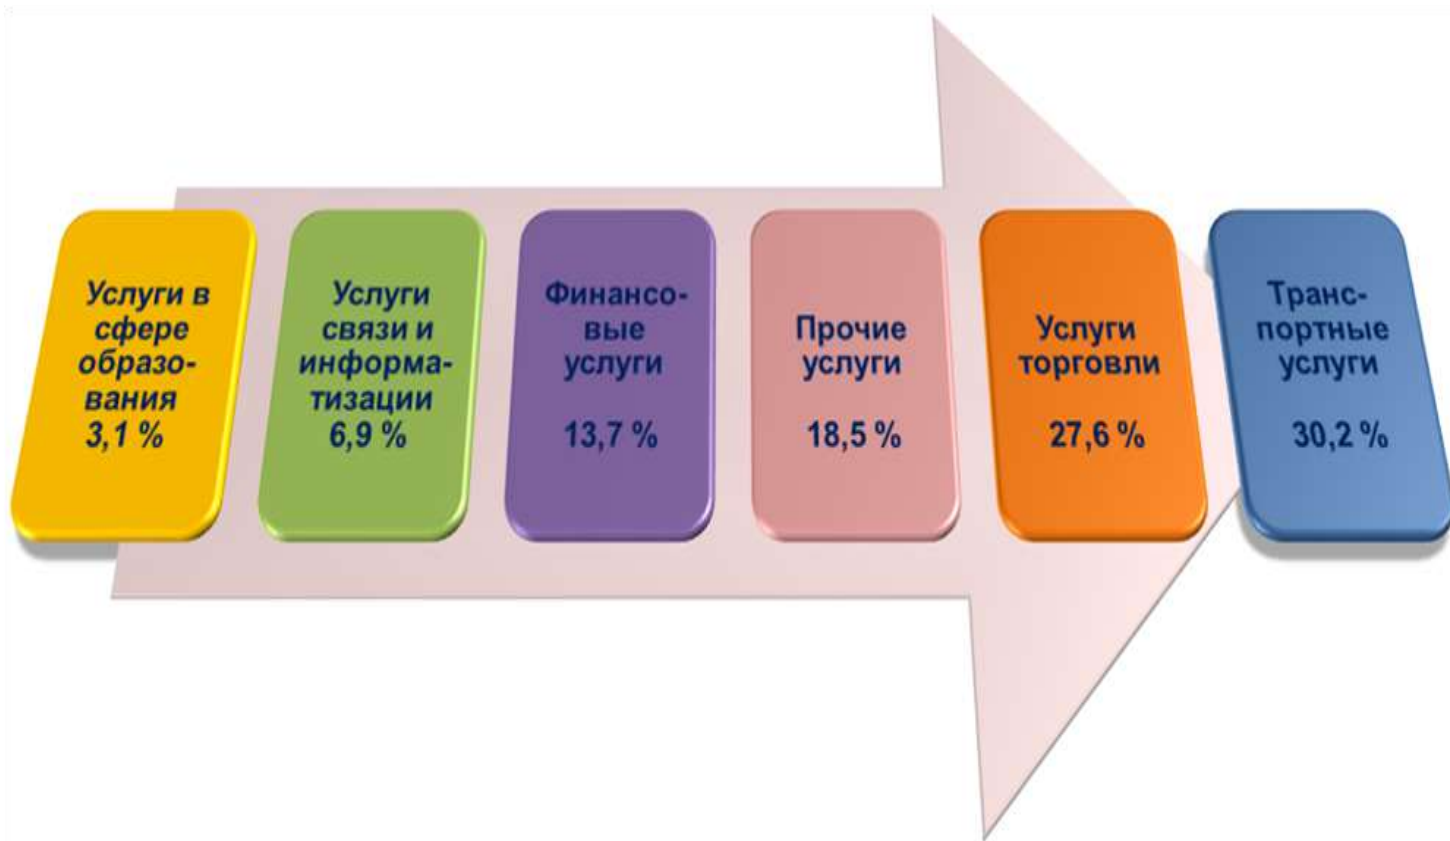 Услуги в
сфере
образо-
вания
3,1 %
Услуги
связи и
информа-
тизации
6,9 %
Финансо-
вые
услуги
13,7 %
Прочие
услуги
18,5 %
Услуги
торговли
27,6 %
Транс-
портные
услуги
30,2 %